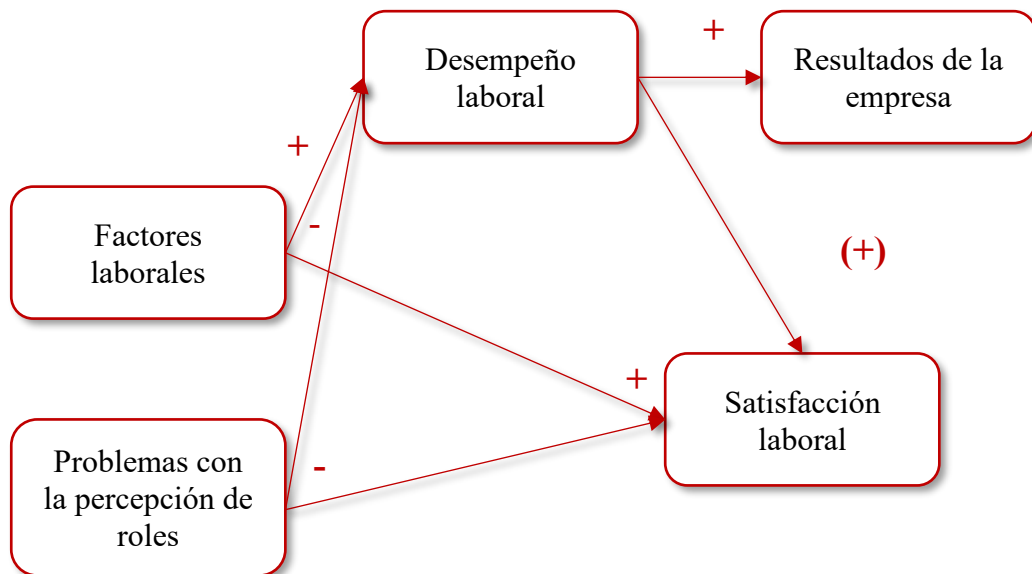 Desempeño
laboral
+
Resultados de la
empresa
+
Factores
laborales
-
(+)
+
Satisfacción
laboral
Problemas con
la percepción de
roles
-